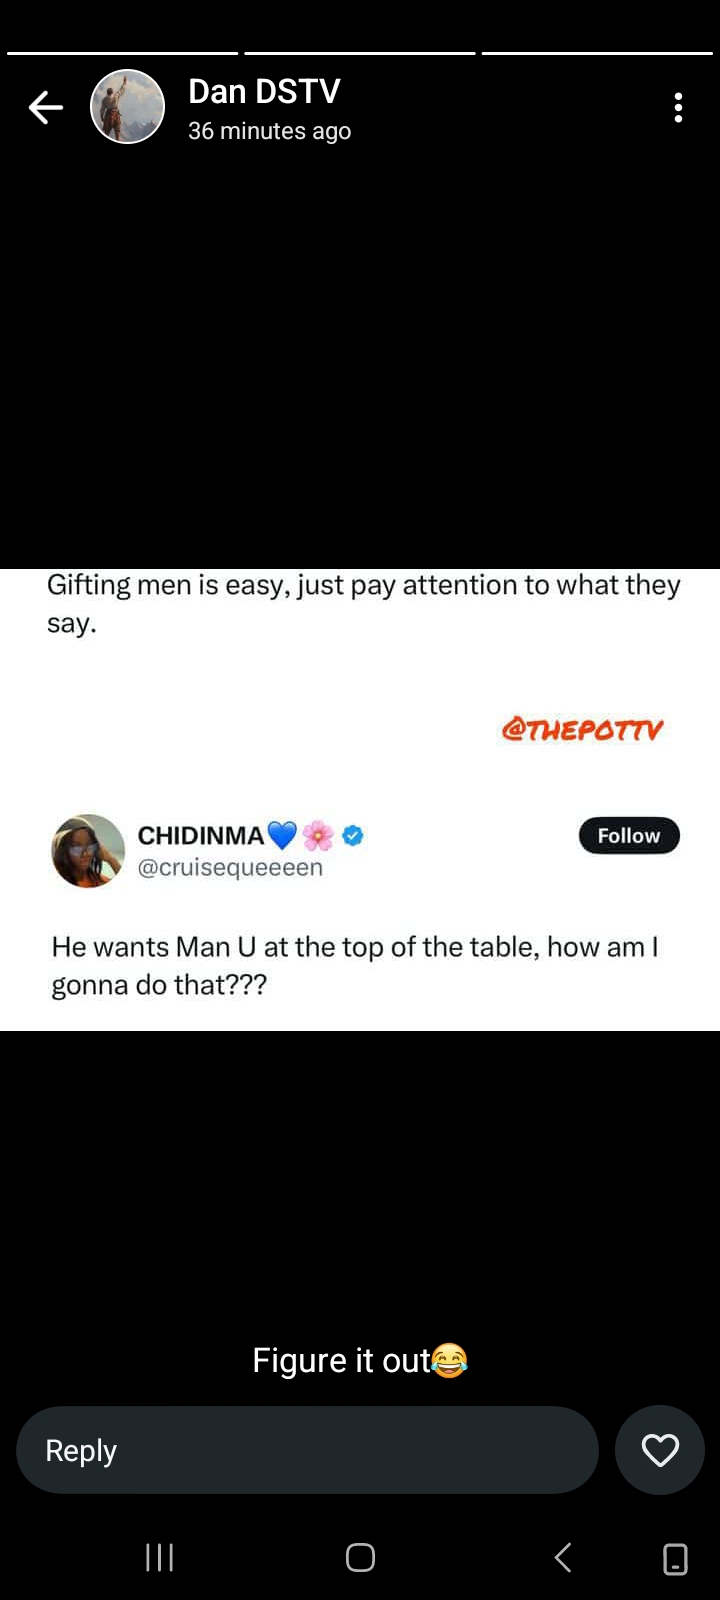 Dan DSTV
36 minutes ago
Gifting men is easy, just pay attention to what they
say.
@THEPOTTV
CHIDINMA💙🌸
Follow
@cruisequeeeen
He wants Man U at the top of the table, how am I
gonna do that???
Figure it out😂
Reply